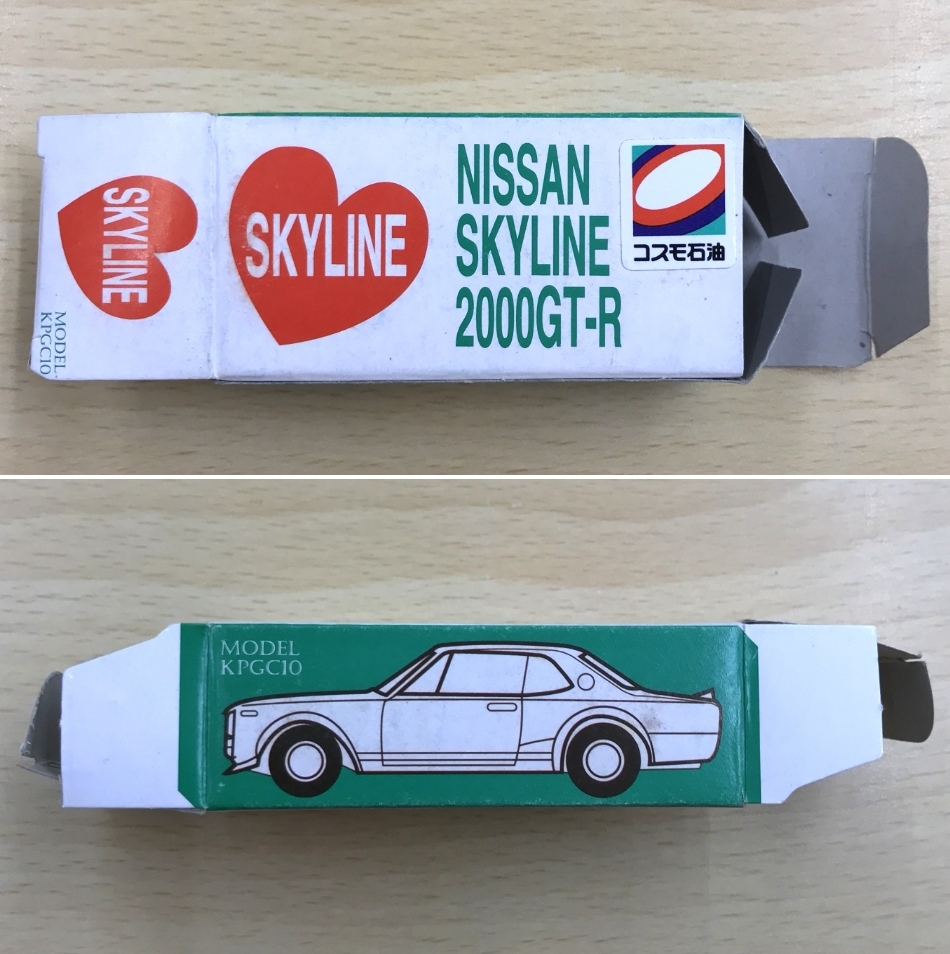 SKYLINE
MODEL
KPGC10
SKYLINE
NISSAN
SKYLINE
2000GT-R
コスモ石油
MODEL
KPGC10